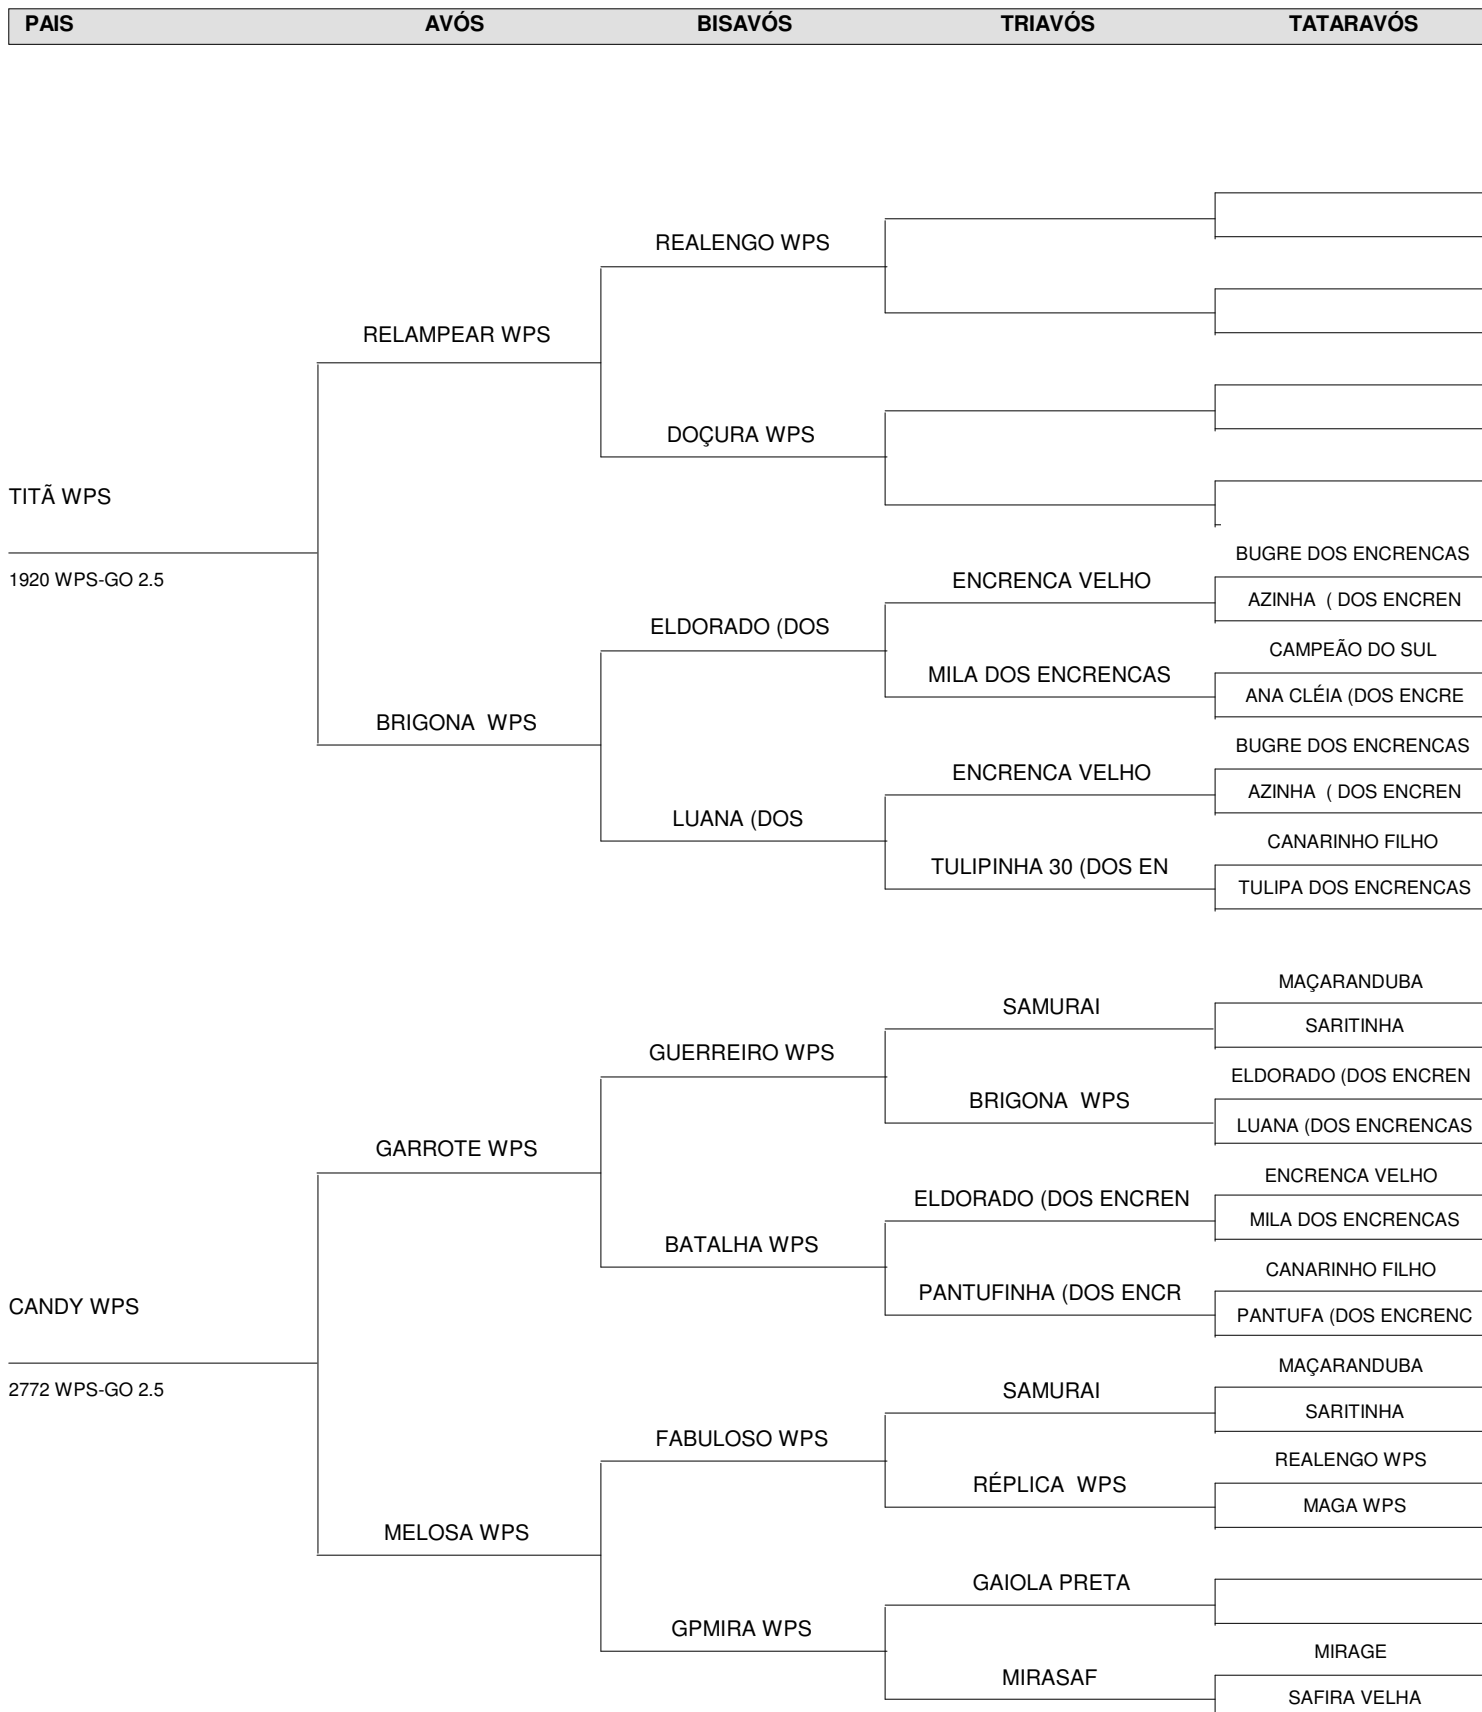 PAIS AVÓS BISAVÓS TRIAVÓS TATARAVÓS
REALENGO WPS
RELAMPEAR WPS
DOÇURA WPS
TITÃ WPS
BUGRE DOS ENCRENCAS
1920 WPS-GO 2.5
ENCRENCA VELHO
AZINHA ( DOS ENCREN
ELDORADO (DOS
CAMPEÃO DO SUL
MILA DOS ENCRENCAS
ANA CLÉIA (DOS ENCRE
BRIGONA WPS
BUGRE DOS ENCRENCAS
ENCRENCA VELHO
AZINHA ( DOS ENCREN
LUANA (DOS
CANARINHO FILHO
TULIPINHA 30 (DOS EN
TULIPA DOS ENCRENCAS
MAÇARANDUBA
SAMURAI
SARITINHA
GUERREIRO WPS
ELDORADO (DOS ENCREN
BRIGONA WPS
LUANA (DOS ENCRENCAS
GARROTE WPS
ENCRENCA VELHO
ELDORADO (DOS ENCREN
MILA DOS ENCRENCAS
BATALHA WPS
CANARINHO FILHO
PANTUFINHA (DOS ENCR
CANDY WPS
PANTUFA (DOS ENCRENC
MAÇARANDUBA
2772 WPS-GO 2.5
SAMURAI
SARITINHA
FABULOSO WPS
REALENGO WPS
RÉPLICA WPS
MAGA WPS
MELOSA WPS
GAIOLA PRETA
GPMIRA WPS
MIRAGE
MIRASAF
SAFIRA VELHA